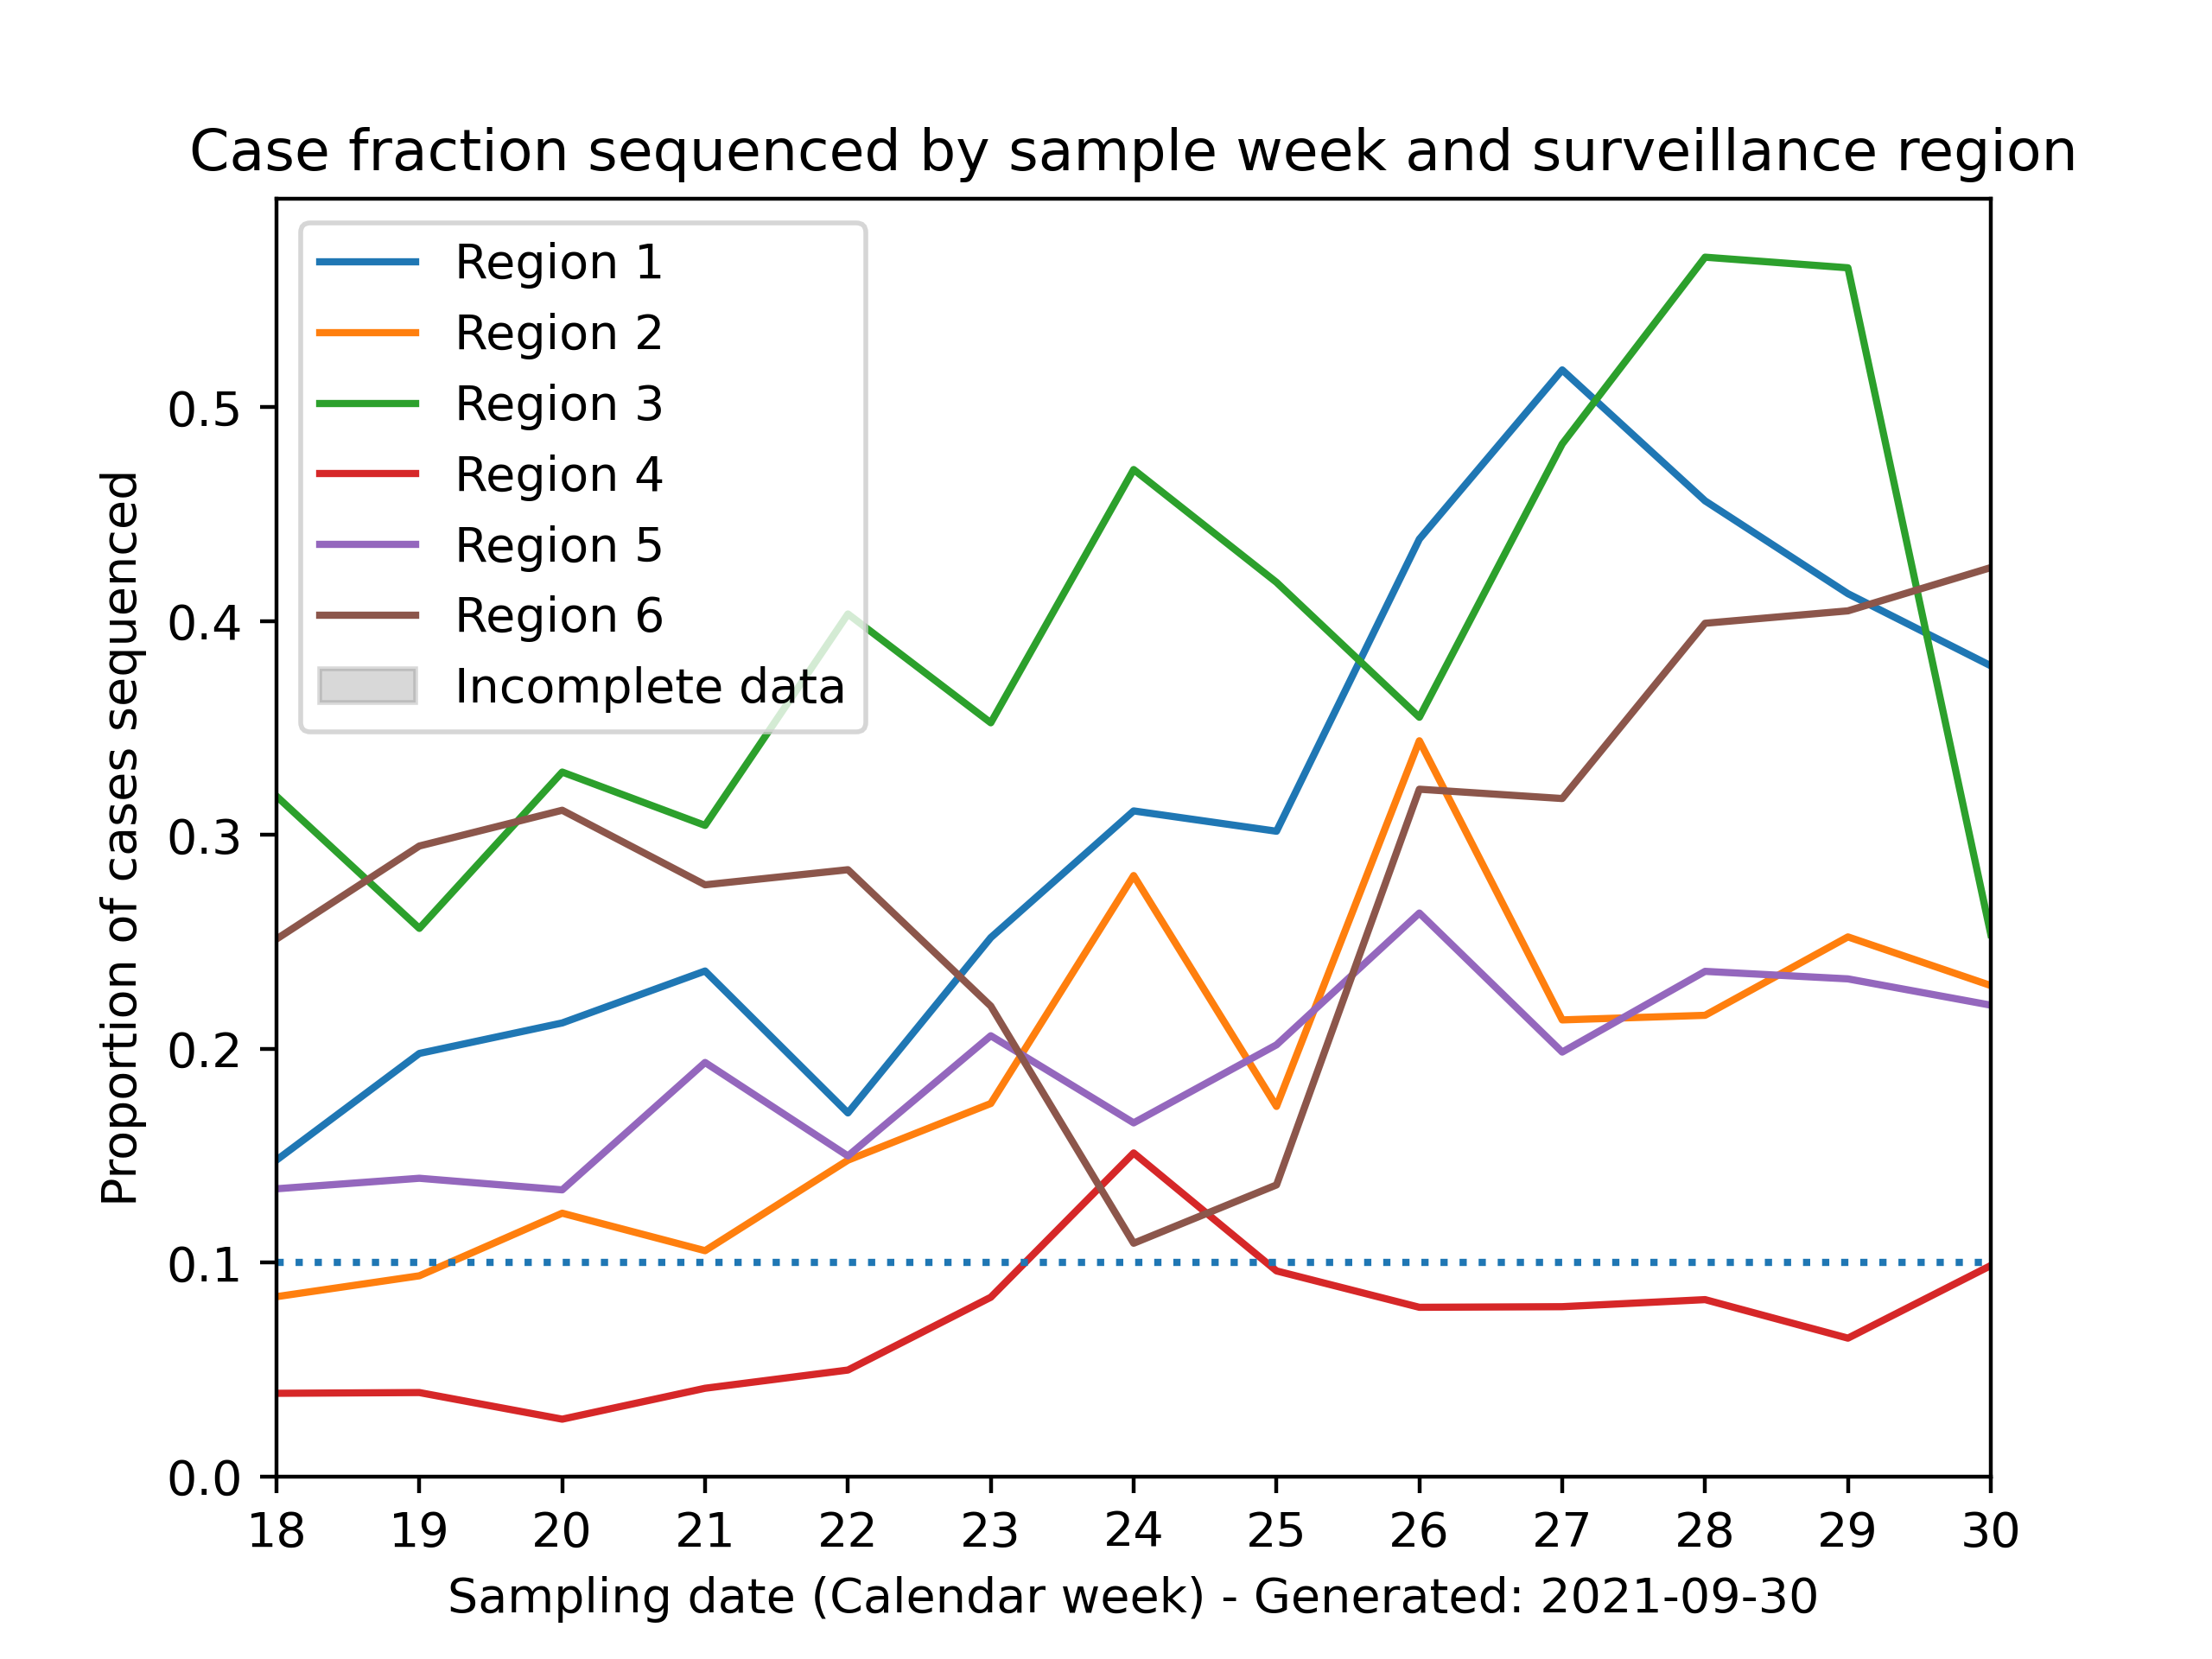 Case fraction sequenced by sample week and surveillance region
Region 1
Region 2
Region 3
Region 4
Region 5
Region 6
Incomplete data
Proportion of cases sequenced
0.5
0.4
0.3
0.2
0.1
0.0
18 19 20 21 22 23 24 25 26 27 28 29 30
Sampling date (Calendar week) - Generated: 2021-09-30